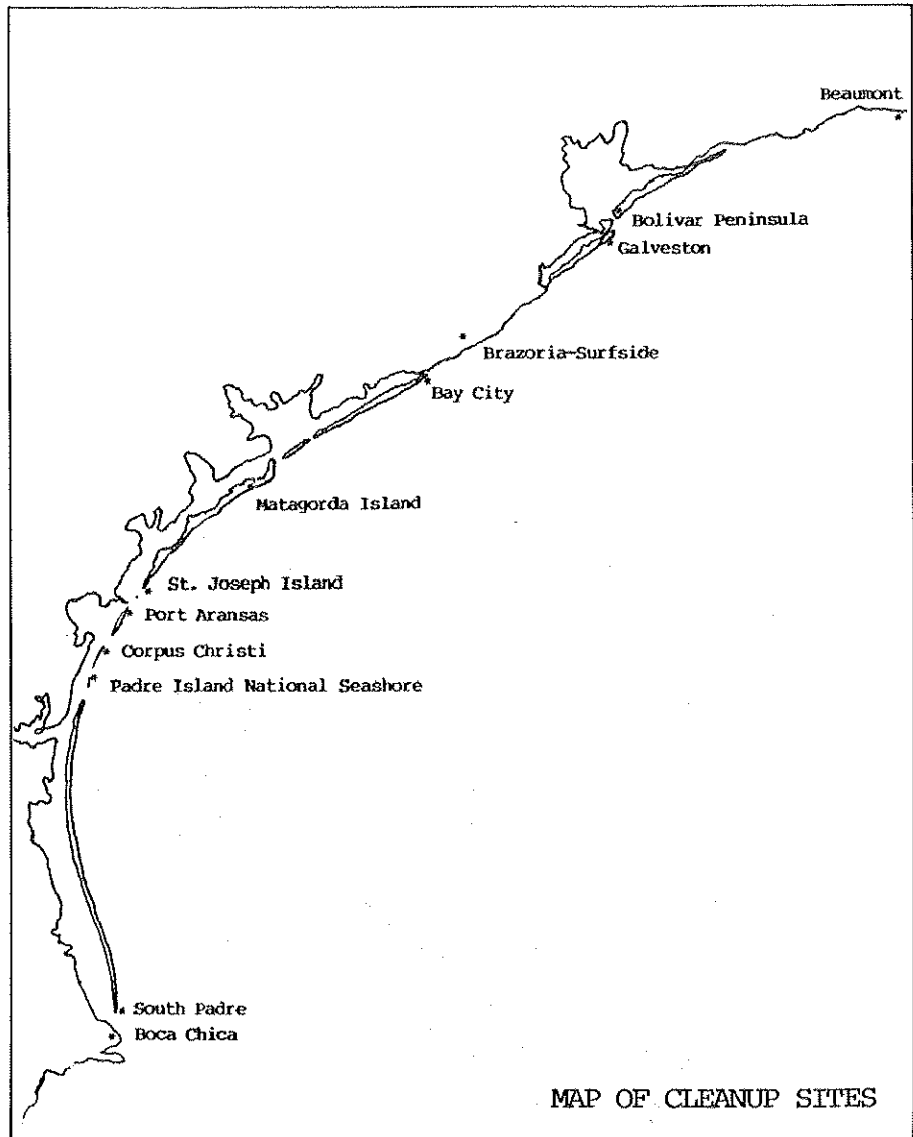 Beaumont
Bolivar Peninsula
Galveston
Brazoria-Surfside
Bay City
Matagorda Island
St. Joseph Island
Port Aransas
Corpus Christi
Padre Island National Seashore
South Padre
Boca Chica
MAP OF CLEANUP SITES